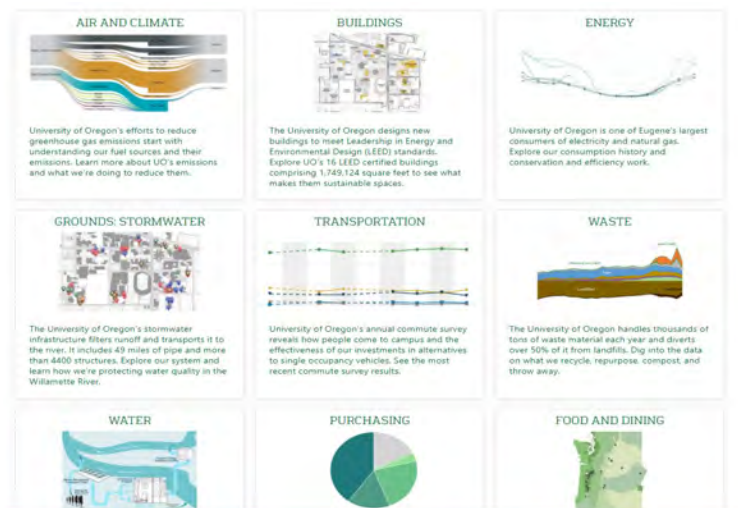 AIR AND CLIMATE
University of Oregon's efforts to reduce
greenhouse gas emissions start with
understanding our fuel sources and their
emissions. Learn more about UO's emissions
and what we're doing to reduce them.
BUILDINGS
The University of Oregon designs new
buildings to meet Leadership in Energy and
Environmental Design (LEED) standards.
Explore UO's 16 LEED certified buildings
comprising 1,749,124 square feet to see what
makes them sustainable spaces.
ENERGY
University of Oregon is one of Eugene's largest
consumers of electricity and natural gas.
Explore our consumption history and
conservation and efficiency work.
GROUNDS: STORMWATER
The University of Oregon's stormwater
infrastructure filters runoff and transports it to
the river. It includes 49 miles of pipe and more
than 4400 structures. Explore our system and
learn how we're protecting water quality in the
Willamette River.
TRANSPORTATION
University of Oregon's annual commute survey
reveals how people come to campus and the
effectiveness of our investments in alternatives
to single occupancy vehicles. See the most
recent commute survey results.
WASTE
The University of Oregon handles thousands of
tons of waste material each year and diverts
over 50% of it from landfills. Dig into the data
on what we recycle, repurpose, compost, and
throw away.
WATER
PURCHASING
FOOD AND DINING